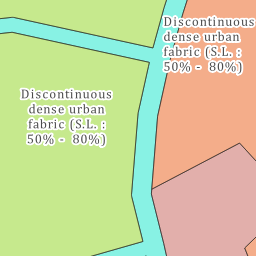 Discontinuous
dense urban
fabric (S.L. :
50% -  80%)
Discontinuous
dense urban
fabric (S.L. :
50% -  80%)